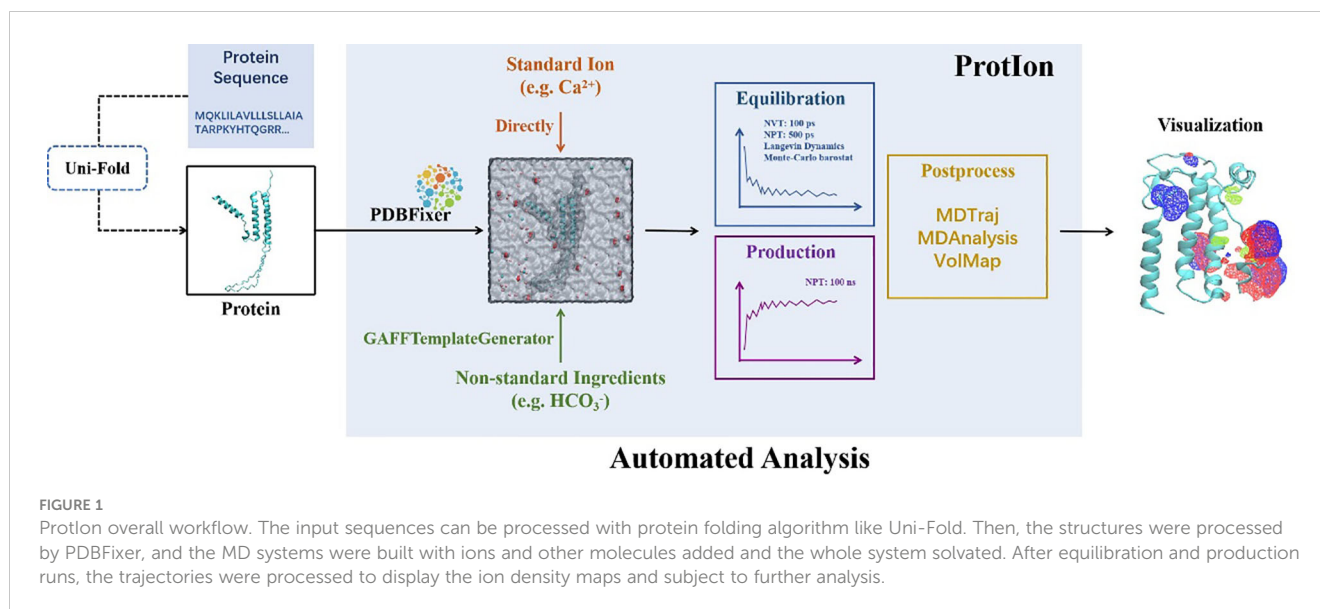 Protein
Sequence
MQKLILAVLLLSLLAIA
TARPKYHTQGRR...
Uni-Fold
Protein
PDBFixer
Standard Ion
(e.g. Ca²⁺)
Directly
GAFFTemplateGenerator
Non-standard Ingredients
(e.g. HCO₃⁻)
ProtIon
Equilibration
NVT: 100 ps
NPT: 500 ps
Langevin Dynamics
Monte-Carlo barostat
Production
NPT: 100 ns
Postprocess
MDTraj
MDAnalysis
VolMap
Visualization
Automated Analysis
FIGURE 1
ProtIon overall workflow. The input sequences can be processed with protein folding algorithm like Uni-Fold. Then, the structures were processed
by PDBFixer, and the MD systems were built with ions and other molecules added and the whole system solvated. After equilibration and production
runs, the trajectories were processed to display the ion density maps and subject to further analysis.